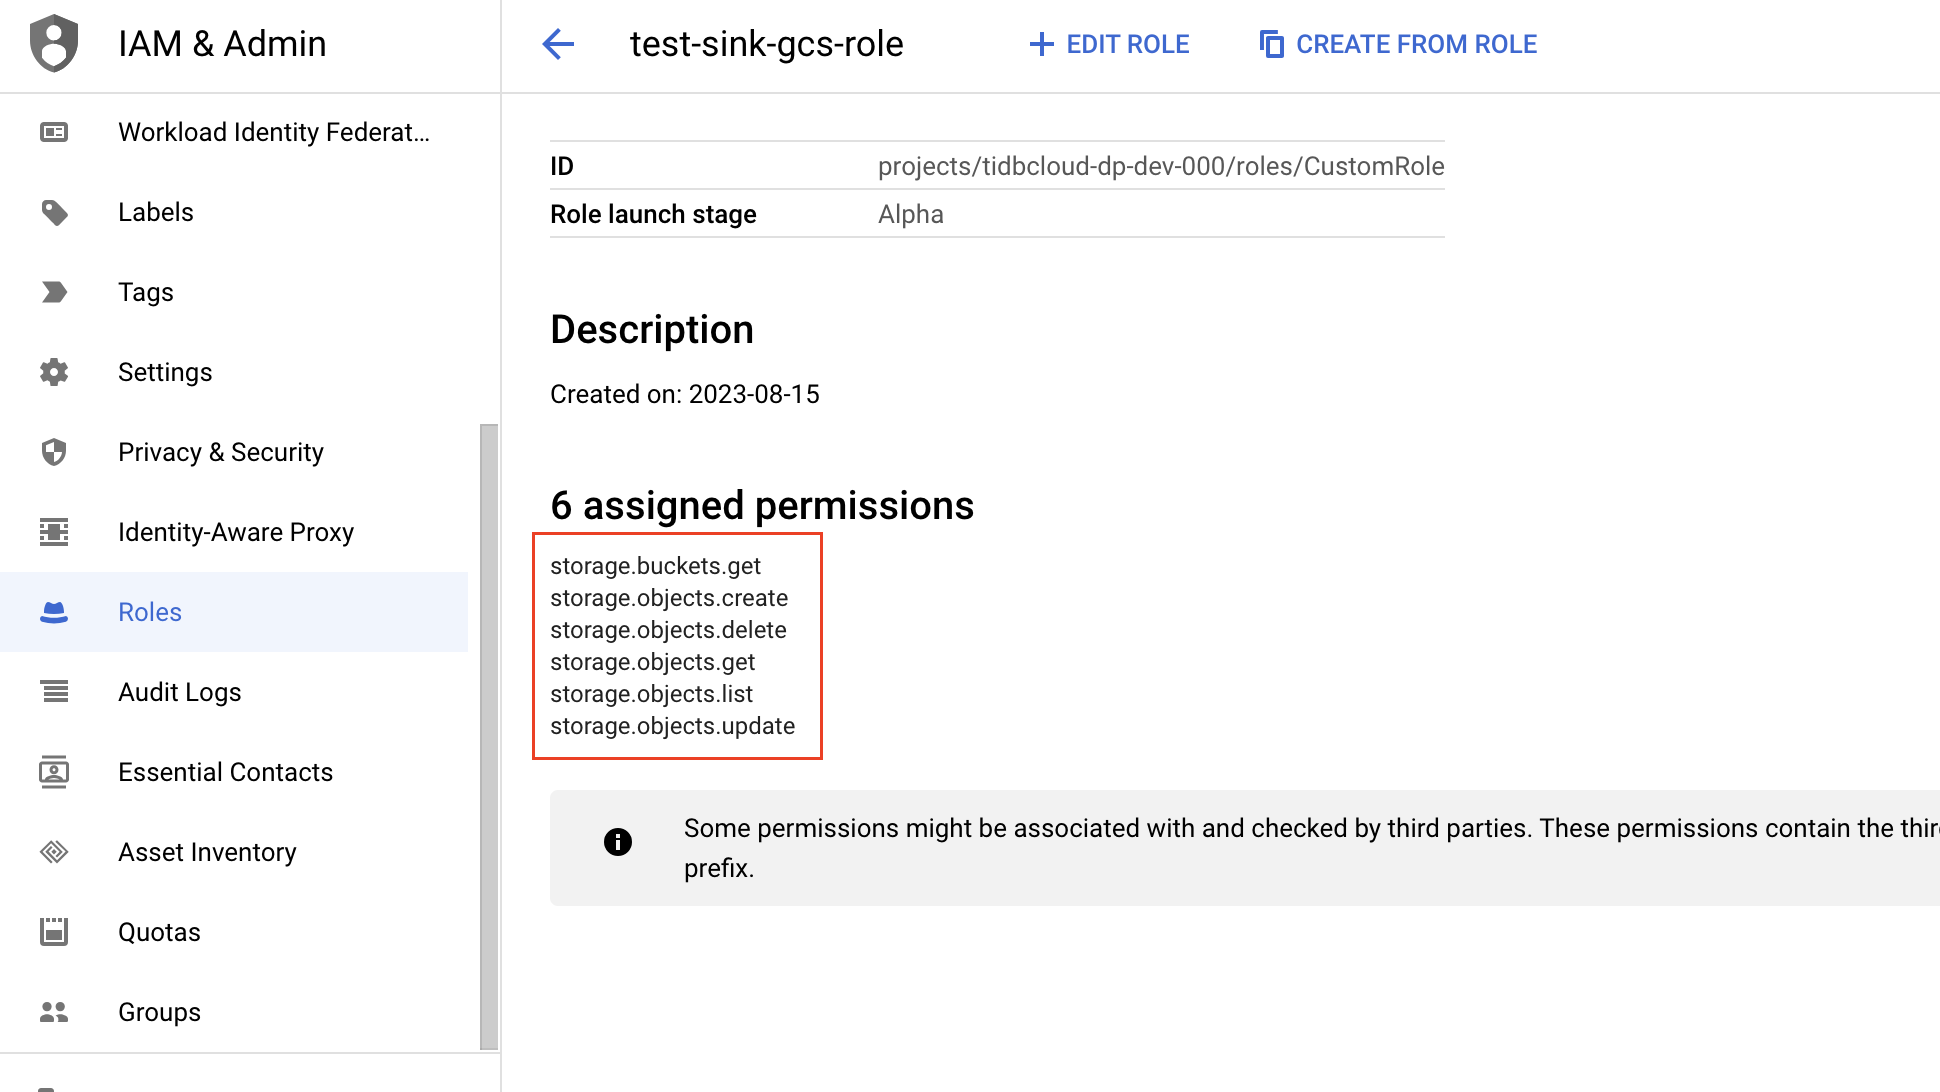 IAM & Admin
Workload Identity Federat...
Labels
Tags
Settings
Privacy & Security
Identity-Aware Proxy
Roles
Audit Logs
Essential Contacts
Asset Inventory
Quotas
Groups
test-sink-gcs-role
EDIT ROLE
CREATE FROM ROLE
ID projects/tidbcloud-dp-dev-000/roles/CustomRole
Role launch stage Alpha
Description
Created on: 2023-08-15
6 assigned permissions
storage.buckets.get
storage.objects.create
storage.objects.delete
storage.objects.get
storage.objects.list
storage.objects.update
Some permissions might be associated with and checked by third parties. These permissions contain the
prefix.